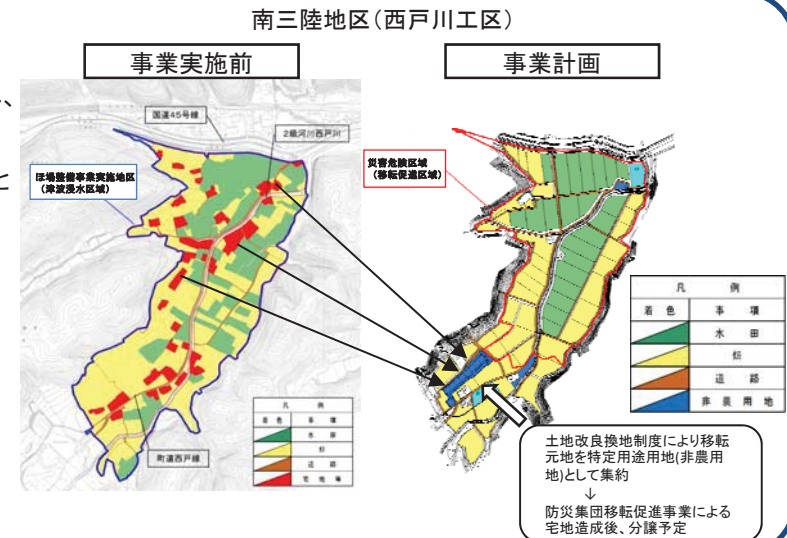 南三陸地区(西戸川工区)
事業実施前
事業計画
、
と
国道45号線
2級河川西戸川
ほ場整備事業実施地区
(津波浸水区域)
町道西戸線
凡 例
着 色 事 項
水 田
畑
道 路
宅 地 等
災害危険区域
(移転促進区域)
凡 例
着 色 事 項
水 田
畑
道 路
非 農 用 地
土地改良換地制度により移転
元地を特定用途用地(非農用
地)として集約
↓
防災集団移転促進事業による
宅地造成後、分譲予定